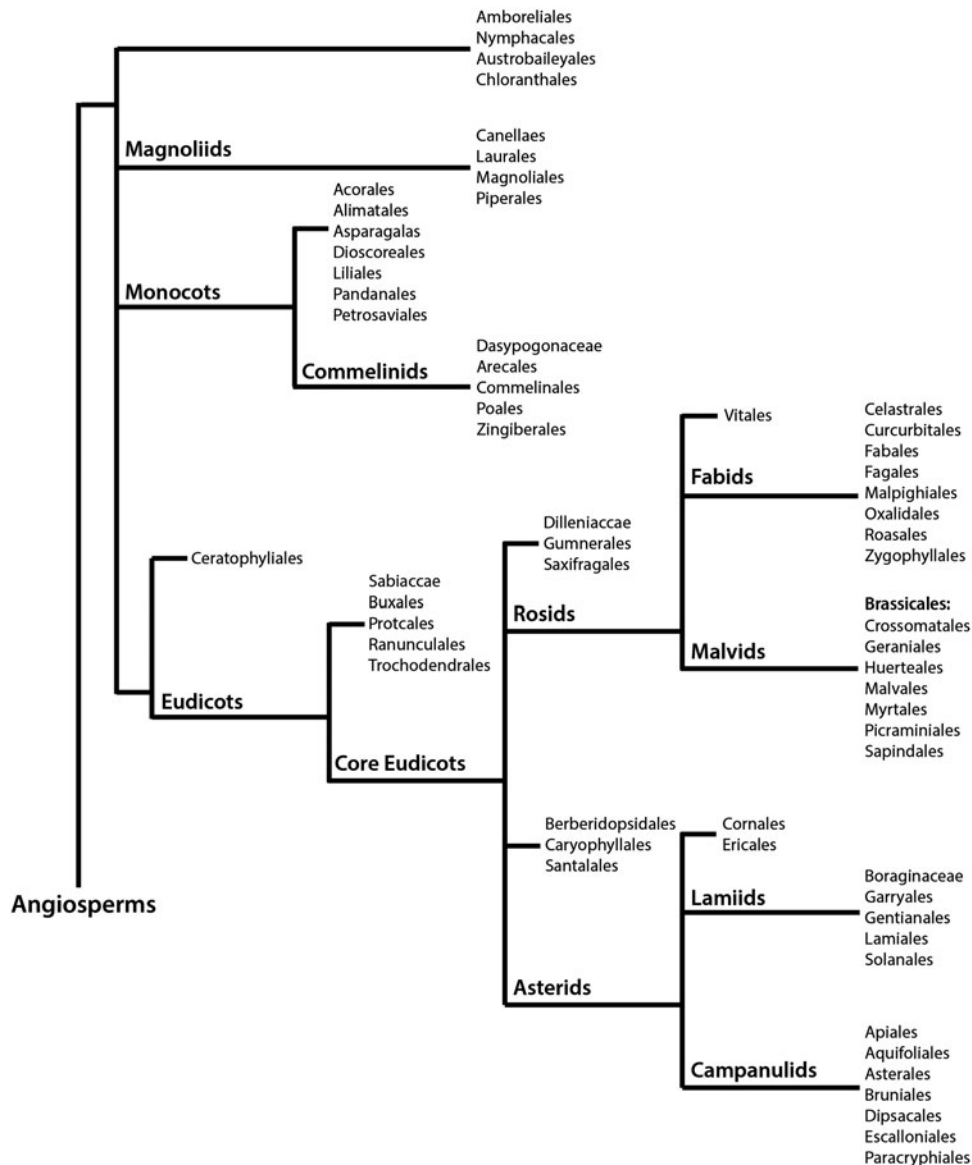 Amboreliales
Nymphacales
Austrobaileyales
Chloranthales
Magnoliids
Canellaes
Laurales
Magnoliales
Piperales
Acorales
Alimatales
Asparagalas
Dioscoreales
Liliales
Pandanales
Petrosaviales
Monocots
Commelinids
Dasypogonaceae
Arecales
Commelinales
Poales
Zingiberales
Ceratophyliales
Eudicots
Sabiaccae
Buxales
Protcales
Ranunculales
Trochodendrales
Core Eudicots
Dilleniaccae
Gumnerales
Saxifragales
Rosids
Vitales
Fabids
Celastrales
Curcurbitales
Fabales
Fagales
Malpighiales
Oxalidales
Roasales
Zygophyllales
Malvids
Brassicales:
Crossomatales
Geraniales
Huerteales
Malvales
Myrtales
Picraminiales
Sapindales
Berberidopsidales
Caryophyllales
Santalales
Asterids
Cornales
Ericales
Lamiids
Boraginaceae
Garryales
Gentianales
Lamiales
Solanales
Campanulids
Apiales
Aquifoliales
Asterales
Bruniales
Dipsacales
Escalloniales
Paracryphiales
Angiosperms